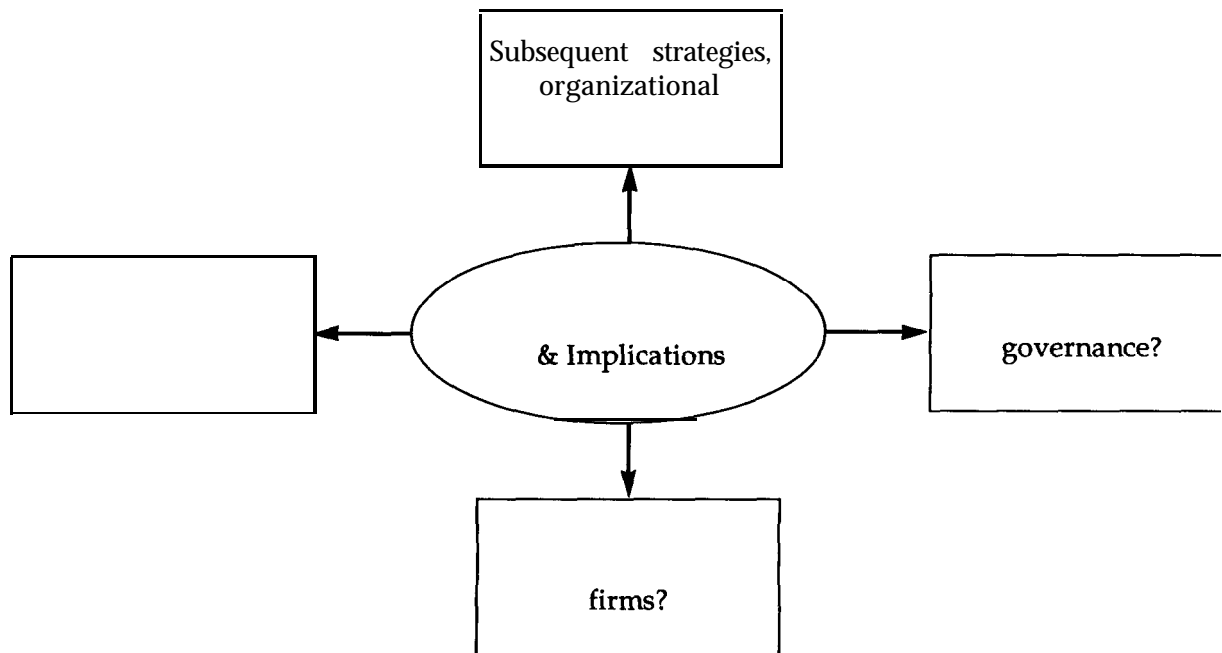 Subsequent strategies,
organizational
& Implications
governance?
firms?